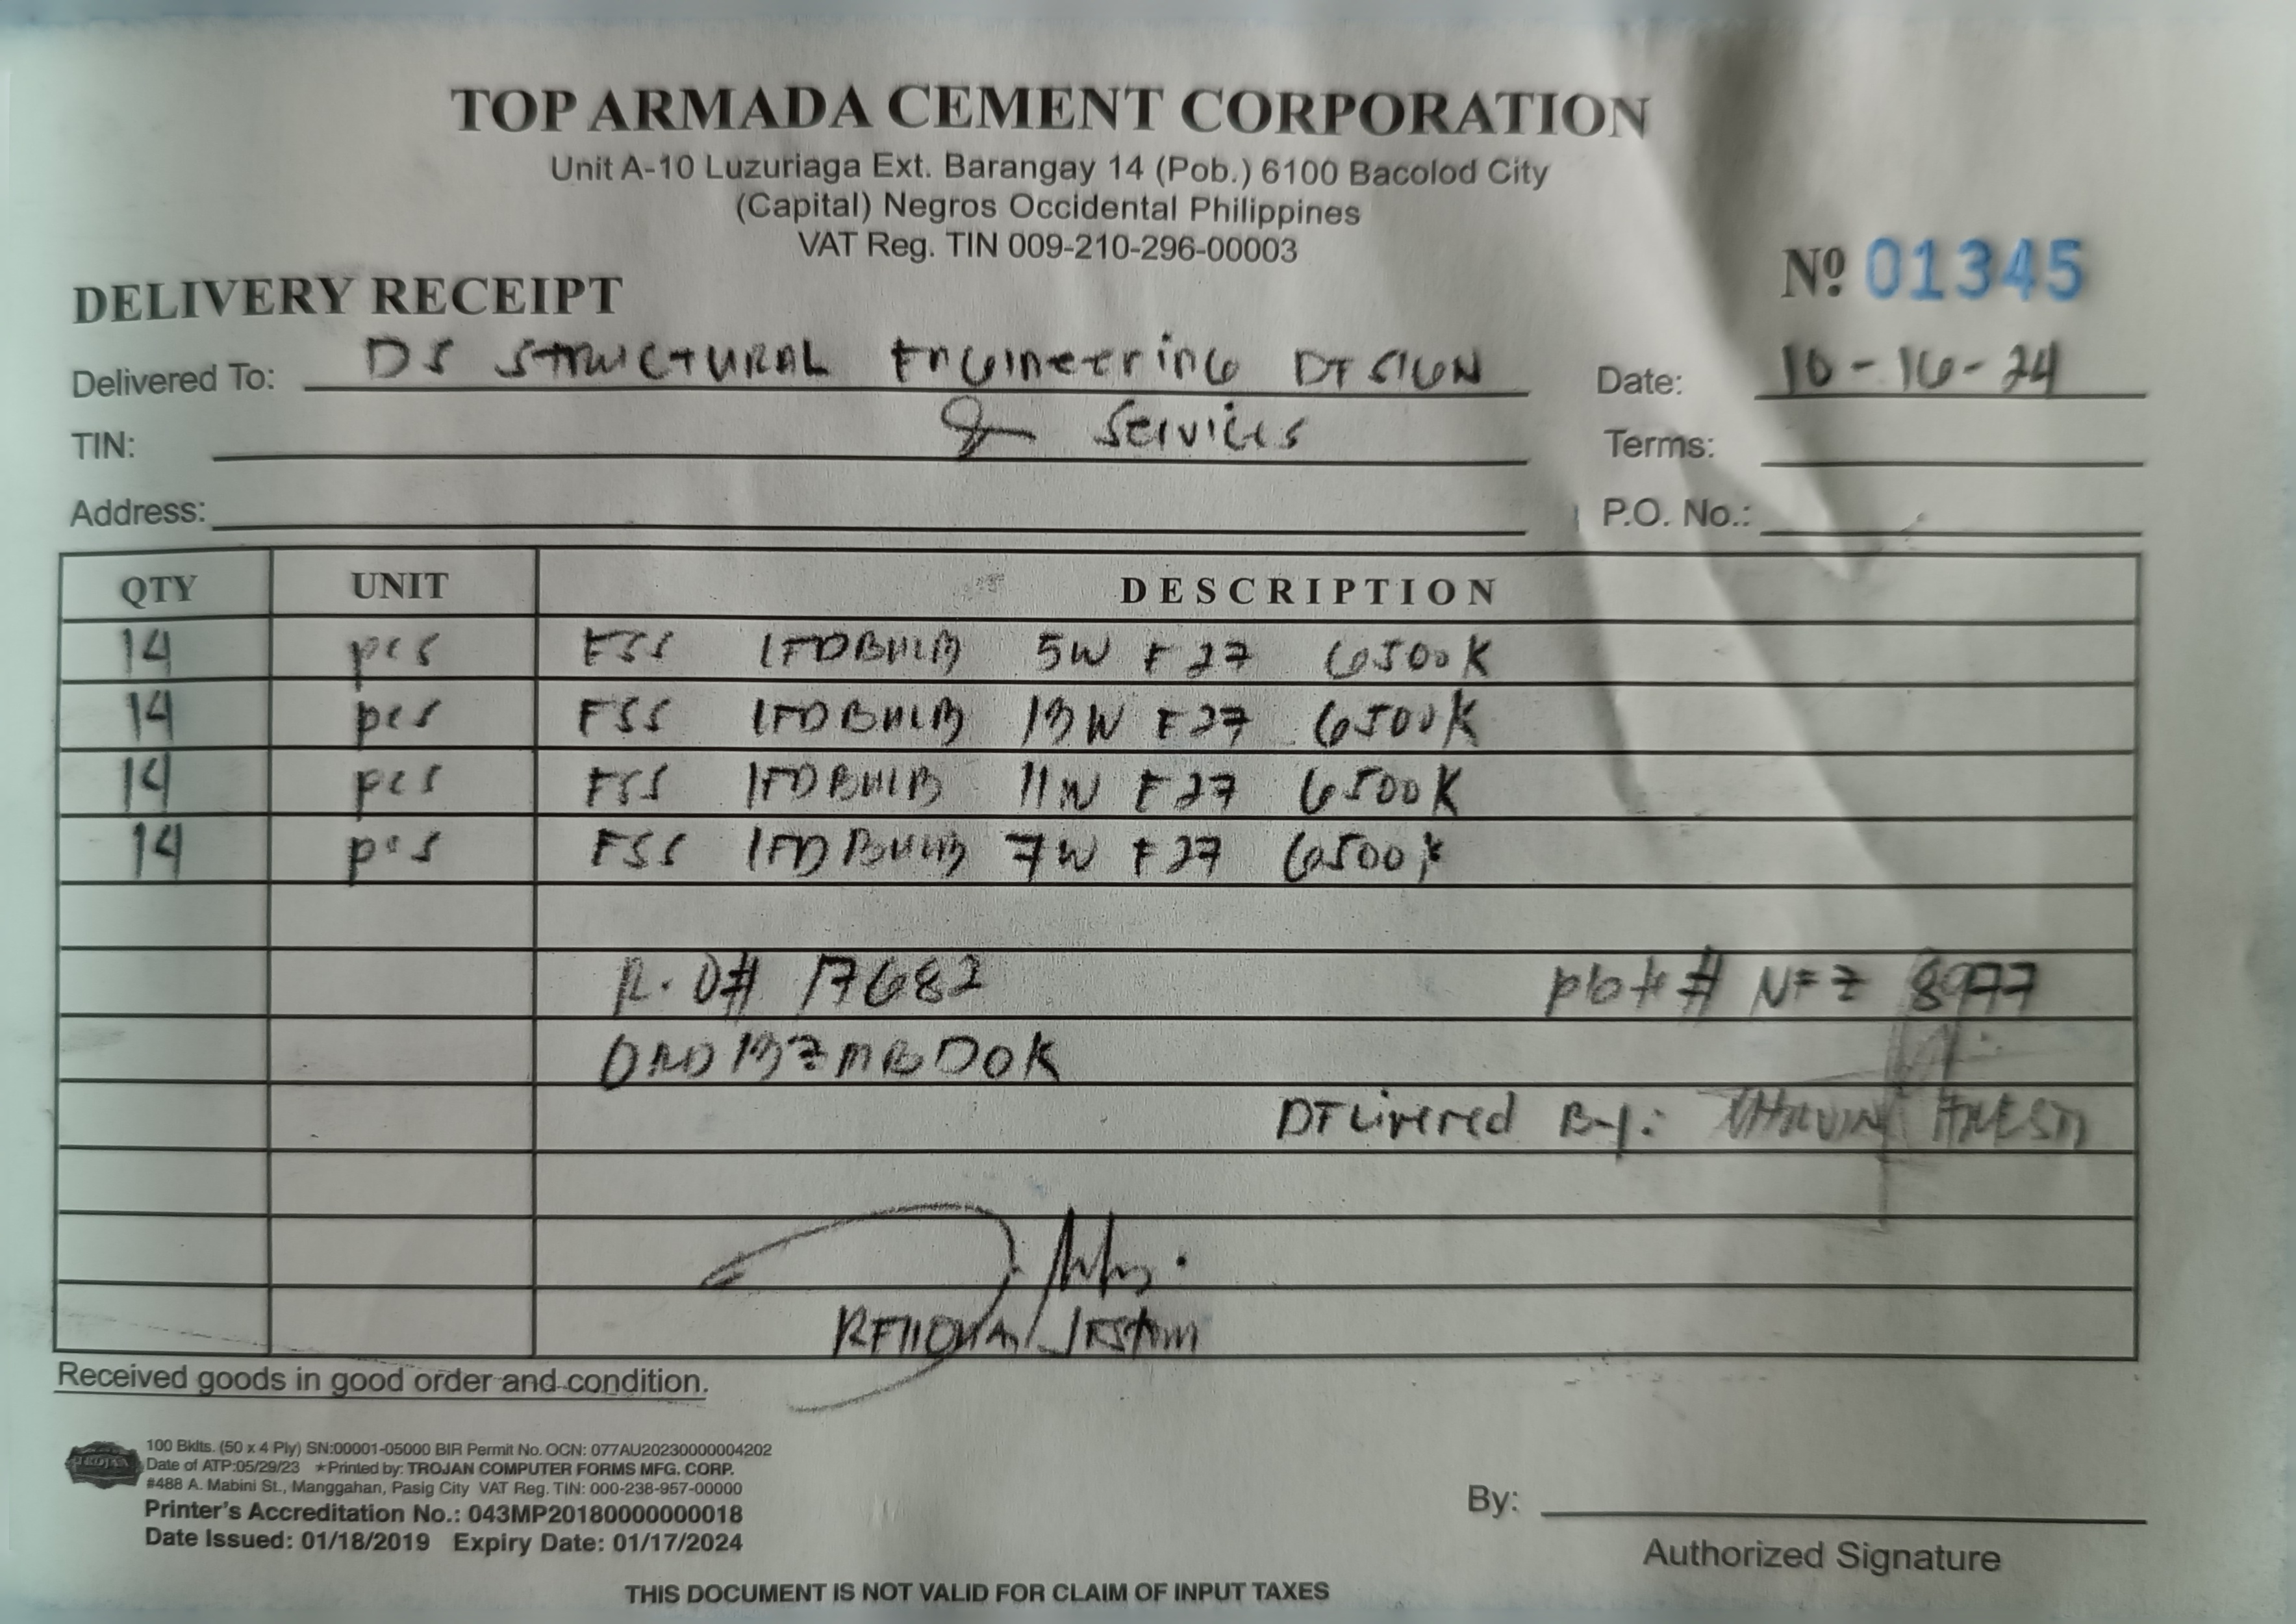 TOP ARMADA CEMENT CORPORATION
Unit A-10 Luzuriaga Ext. Barangay 14 (Pob.) 6100 Bacolod City
(Capital) Negros Occidental Philippines
VAT Reg. TIN 009-210-296-00003
DELIVERY RECEIPT Nº 01345
Delivered To: DS STRUCTURAL EngineerinG DESIGN Date: 10-16-24
TIN: & Services Terms:
Address: P.O. No.:
QTY UNIT DESCRIPTION
14 pcs ESS LEDBULB 5W E27 6500K
14 pcs ESS LEDBULB 13W E27 6500K
14 pcs ESS LEDBULB 11W E27 6500K
14 pcs ESS LEDBULB 7W E27 6500K
R.O# 17682 plate# NEZ 8977
DELivered By:
Received goods in good order and condition.
TROJAN
100 Bklts. (50 x 4 Ply) SN:00001-05000 BIR Permit No. OCN: 077AU20230000004202
Date of ATP:05/29/23 ★Printed by: TROJAN COMPUTER FORMS MFG. CORP.
#488 A. Mabini St., Manggahan, Pasig City VAT Reg. TIN: 000-238-957-00000
Printer's Accreditation No.: 043MP20180000000018
Date Issued: 01/18/2019 Expiry Date: 01/17/2024
By:
Authorized Signature
THIS DOCUMENT IS NOT VALID FOR CLAIM OF INPUT TAXES